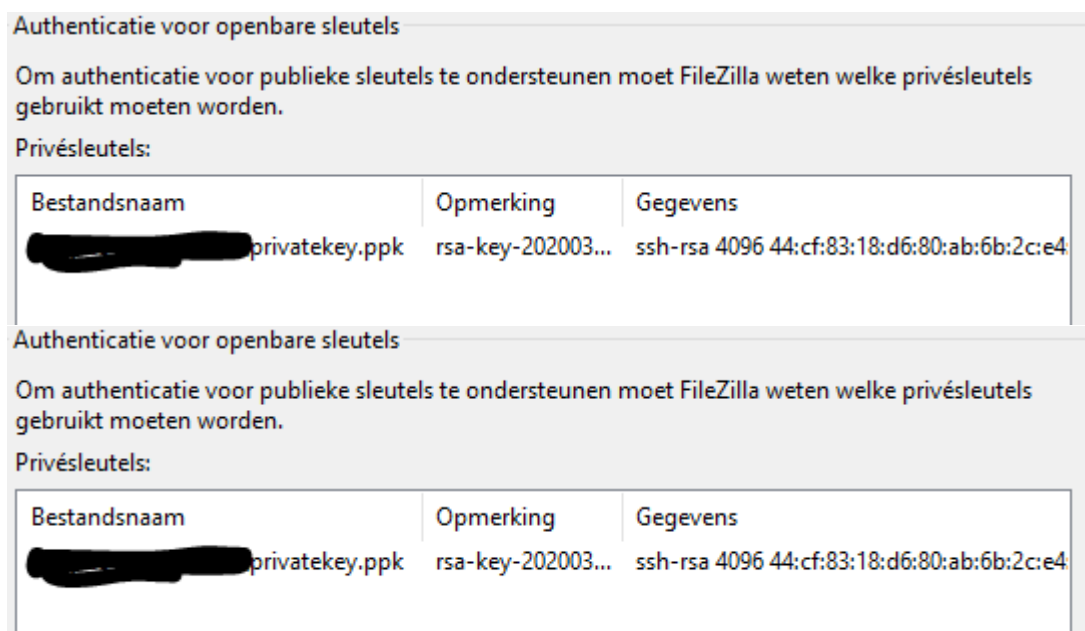 Authenticatie voor openbare sleutels
Om authenticatie voor publieke sleutels te ondersteunen moet FileZilla weten welke privésleutels
gebruikt moeten worden.
Privésleutels:
Bestandsnaam Opmerking Gegevens
privatekey.ppk rsa-key-202003... ssh-rsa 4096 44:cf:83:18:d6:80:ab:6b:2c:e4:
Authenticatie voor openbare sleutels
Om authenticatie voor publieke sleutels te ondersteunen moet FileZilla weten welke privésleutels
gebruikt moeten worden.
Privésleutels:
Bestandsnaam Opmerking Gegevens
privatekey.ppk rsa-key-202003... ssh-rsa 4096 44:cf:83:18:d6:80:ab:6b:2c:e4: